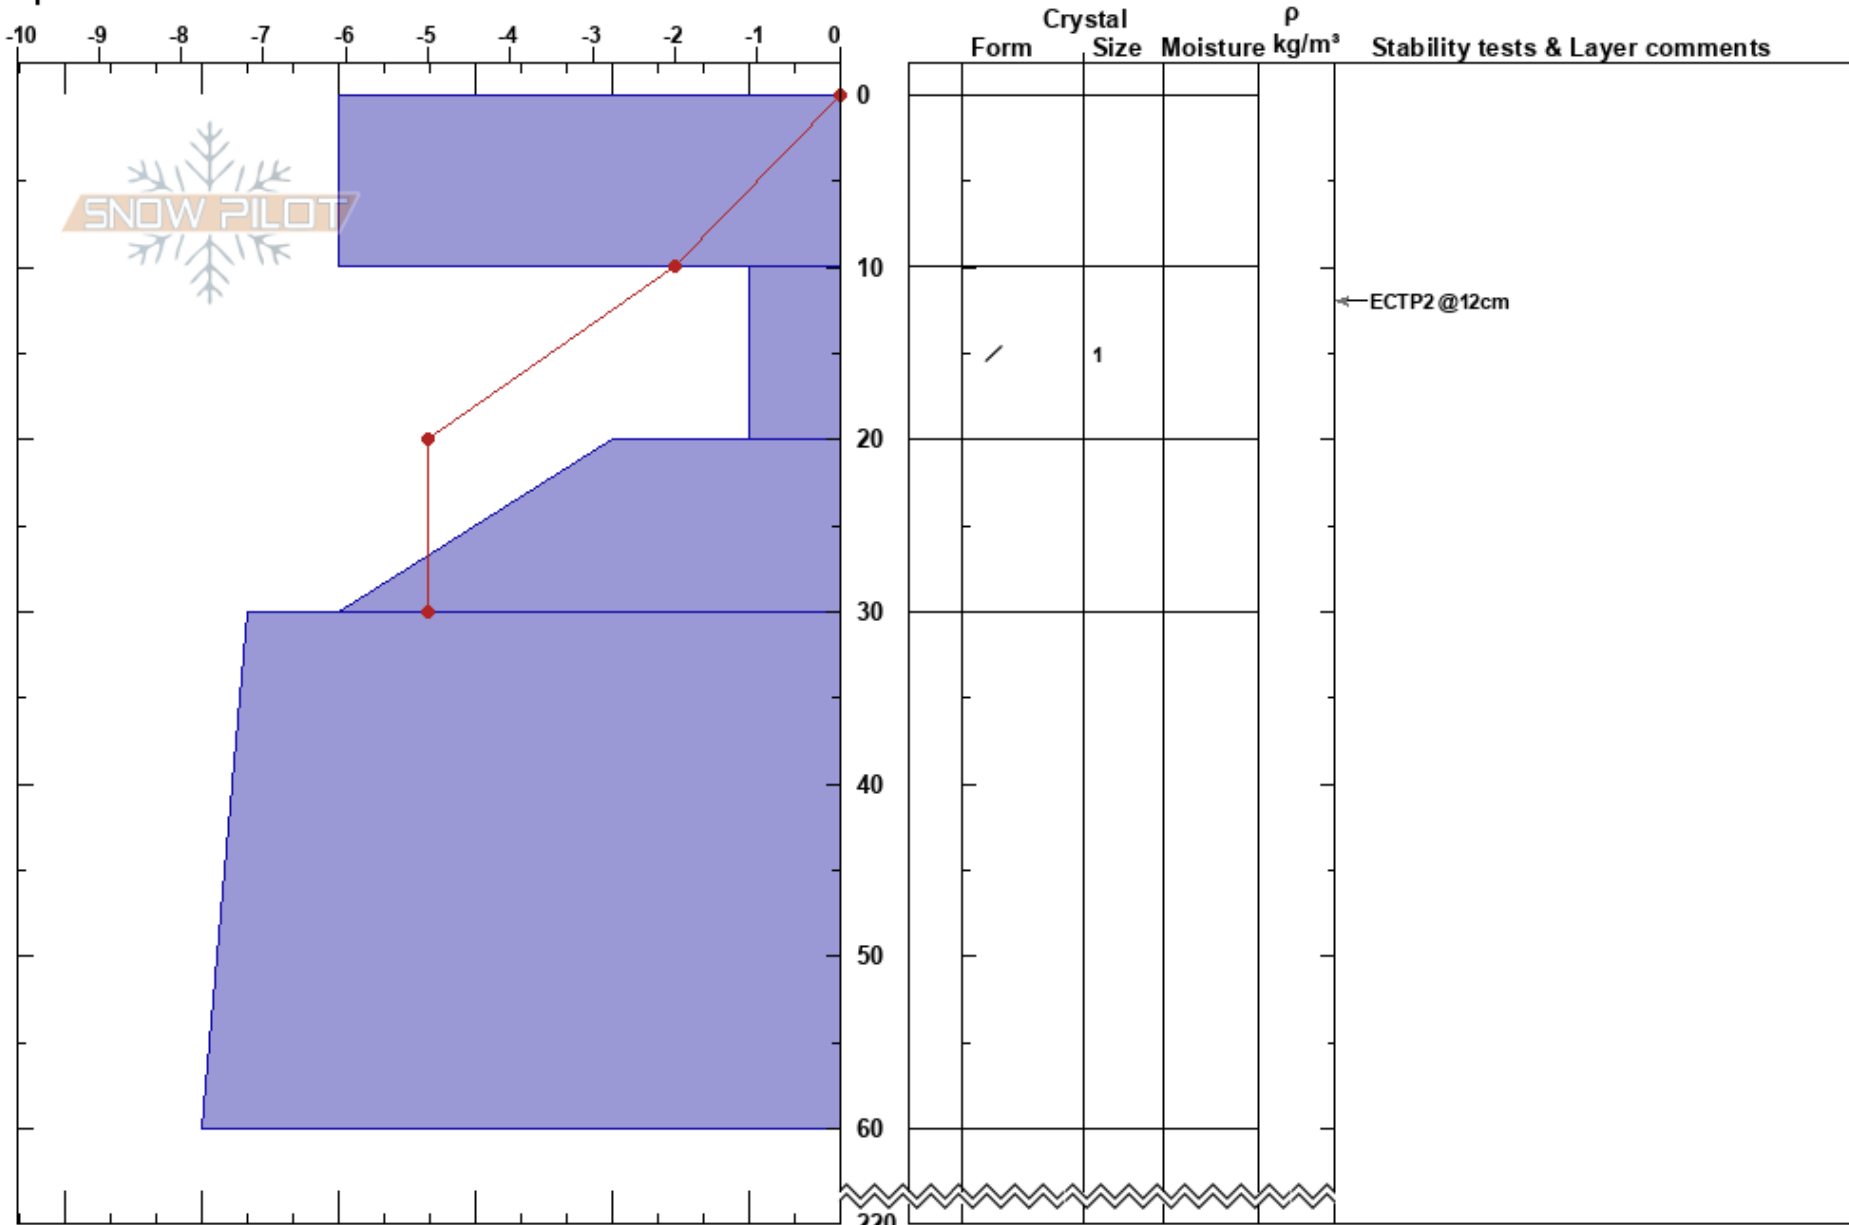 Crystal ρ
-10 -9 -8 -7 -6 -5 -4 -3 -2 -1 0 Form Size Moisture kg/m³ Stability tests & Layer comments
0
SNOW PILOT
10
ECTP2 @12cm
1
20
30
40
50
60
220